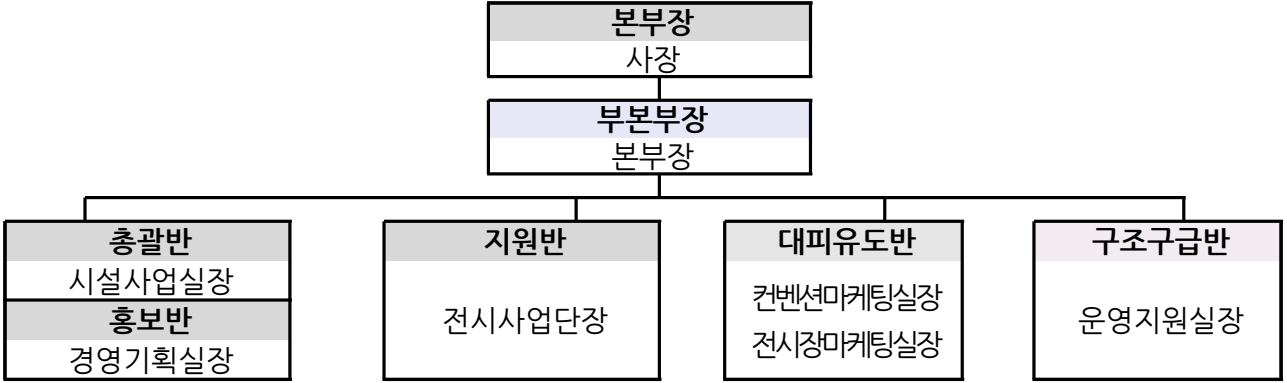 본부장
사장
부본부장
본부장
총괄반
시설사업실장
홍보반
경영기획실장
지원반
전시사업단장
대피유도반
컨벤션마케팅실장
전시장마케팅실장
구조구급반
운영지원실장